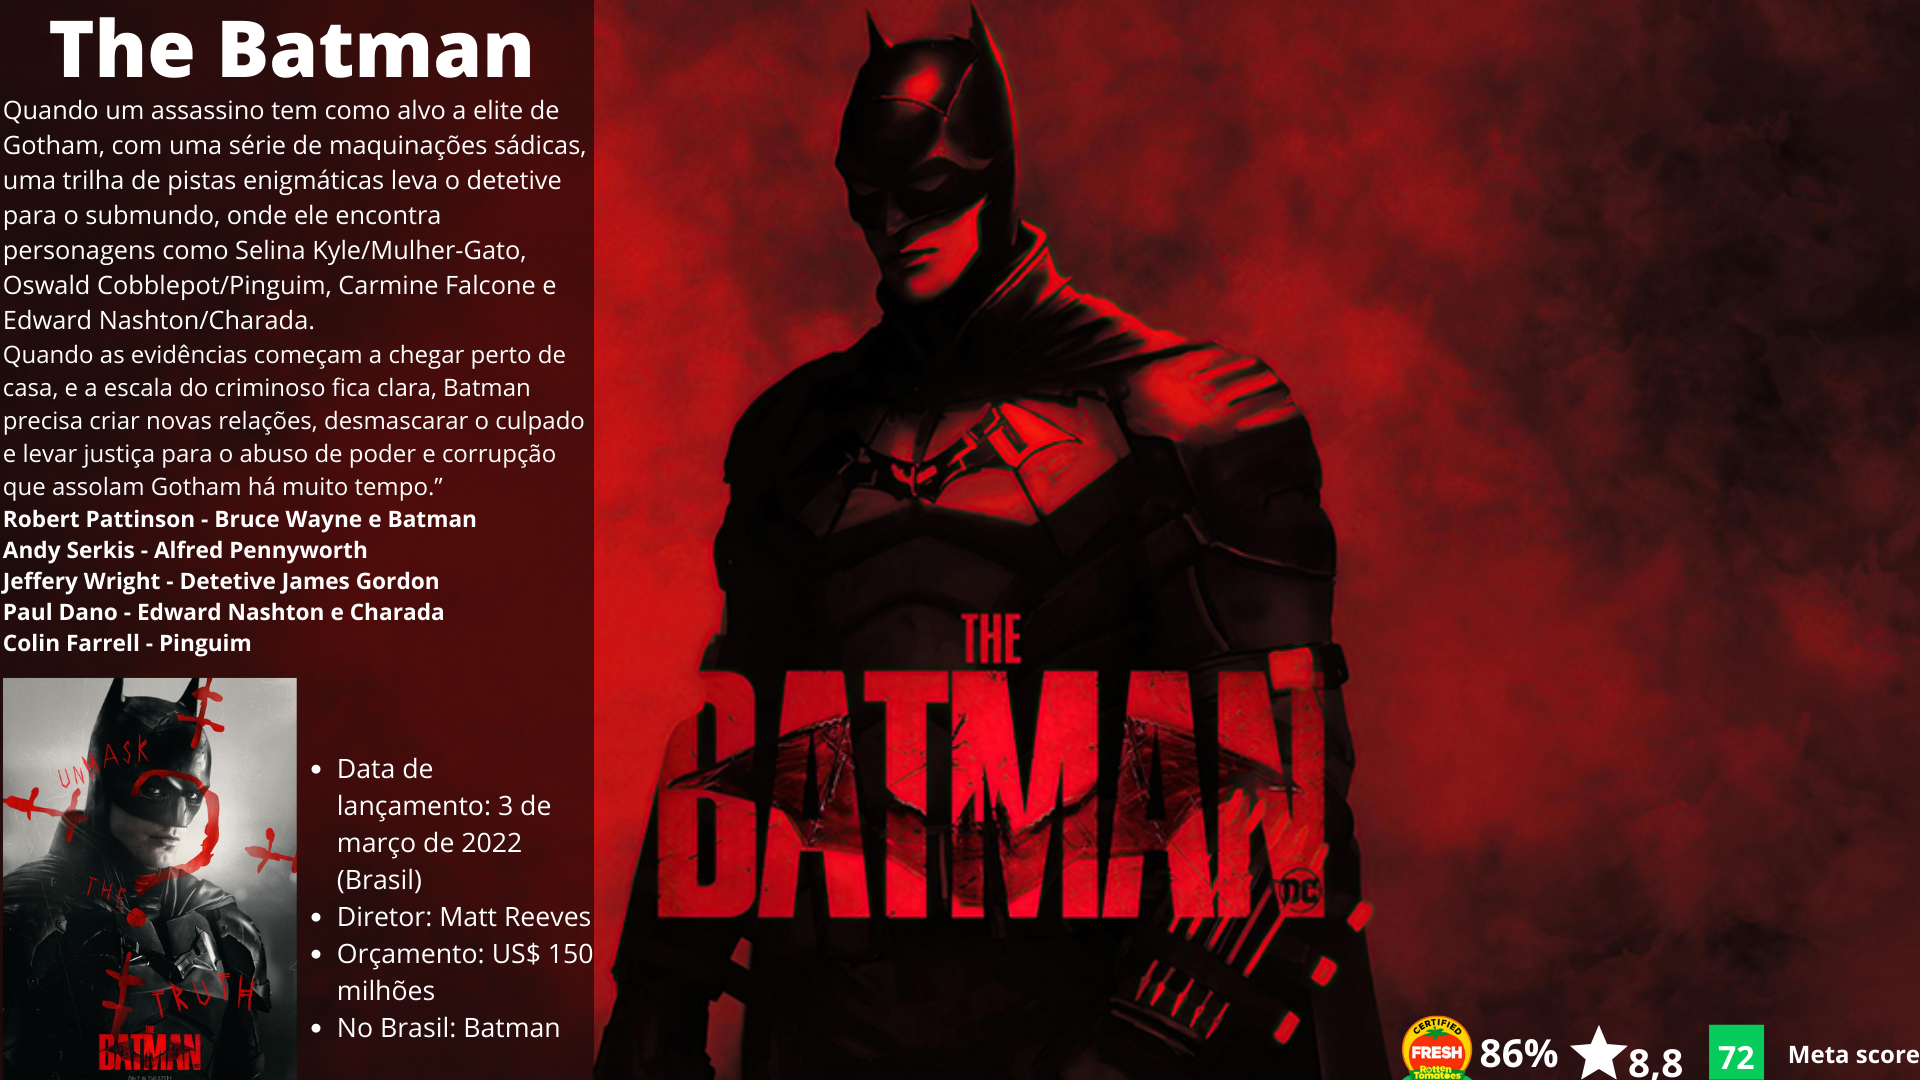 The Batman
Quando um assassino tem como alvo a elite de
Gotham, com uma série de maquinações sádicas,
uma trilha de pistas enigmáticas leva o detetive
para o submundo, onde ele encontra
personagens como Selina Kyle/Mulher-Gato,
Oswald Cobblepot/Pinguim, Carmine Falcone e
Edward Nashton/Charada.
Quando as evidências começam a chegar perto de
casa, e a escala do criminoso fica clara, Batman
precisa criar novas relações, desmascarar o culpado
e levar justiça para o abuso de poder e corrupção
que assolam Gotham há muito tempo.”
Robert Pattinson - Bruce Wayne e Batman
Andy Serkis - Alfred Pennyworth
Jeffery Wright - Detetive James Gordon
Paul Dano - Edward Nashton e Charada
Colin Farrell - Pinguim
UNMASK
THE
TRUTH
THE
BATMAN
ONLY IN THEATERS
• Data de
lançamento: 3 de
março de 2022
(Brasil)
• Diretor: Matt Reeves
• Orçamento: US$ 150
milhões
• No Brasil: Batman
THE
BATMAN
DC
CERTIFIED
FRESH
Rotten
Tomatoes
86%
8,8
72
Meta score